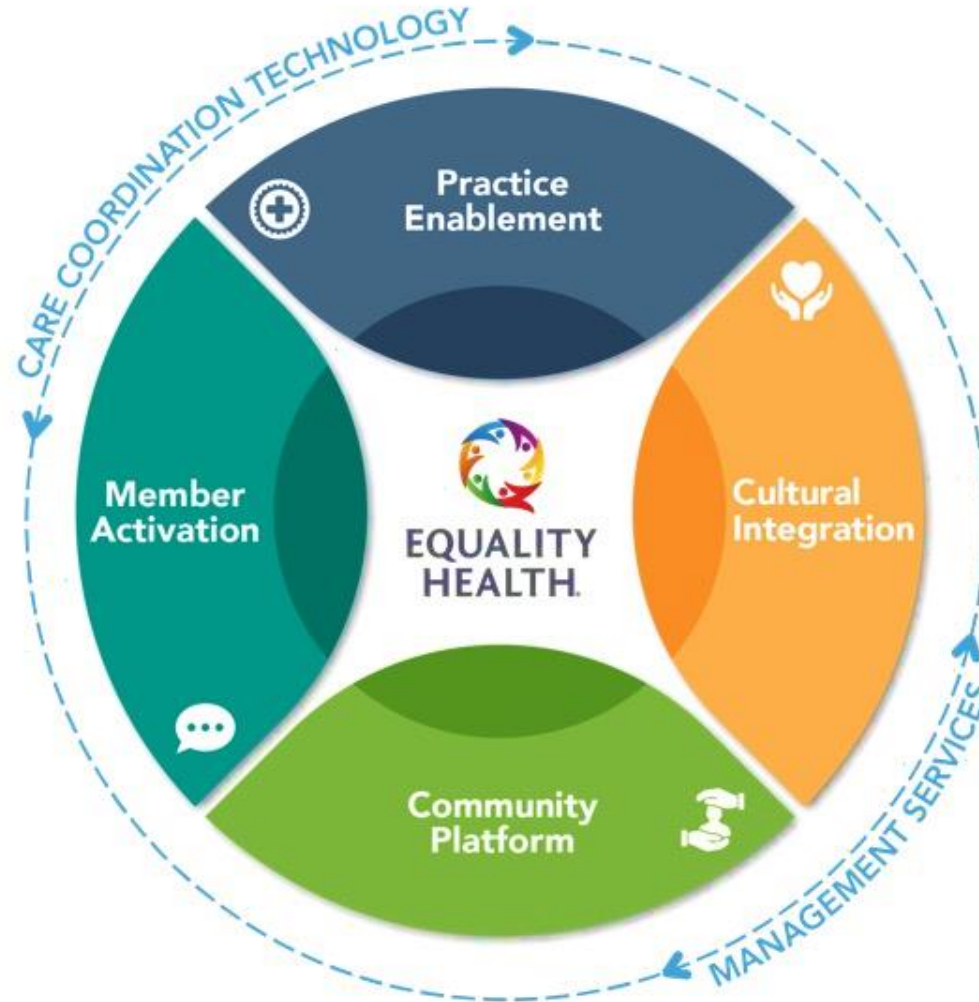 CARE COORDINATION TECHNOLOGY
Practice
Enablement
Member
Activation
EQUALITY
HEALTH.
Cultural
Integration
Community
Platform
MANAGEMENT SERVICES